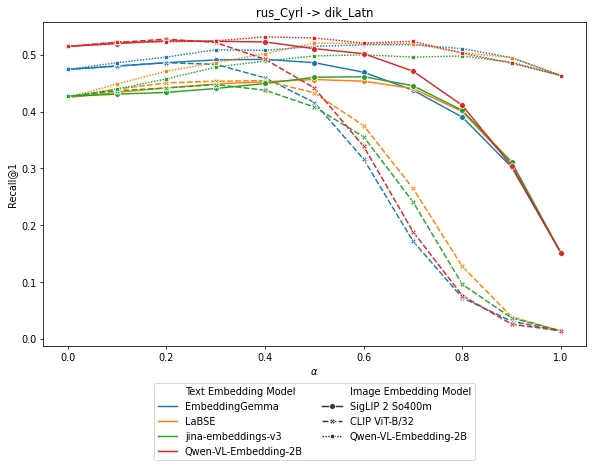 rus_Cyrl -> dik_Latn
Recall@1
0.5
0.4
0.3
0.2
0.1
0.0
0.0 0.2 0.4 0.6 0.8 1.0
α
Text Embedding Model Image Embedding Model
EmbeddingGemma SigLIP 2 So400m
LaBSE CLIP ViT-B/32
jina-embeddings-v3 Qwen-VL-Embedding-2B
Qwen-VL-Embedding-2B